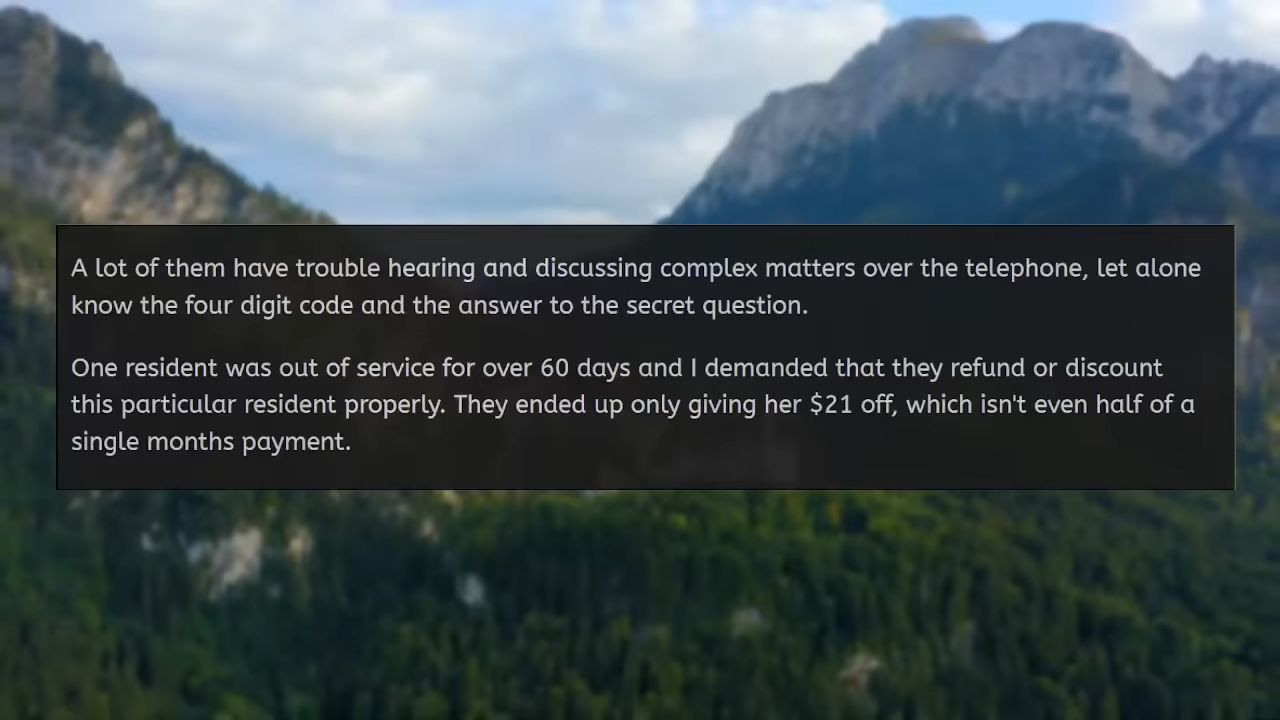 A lot of them have trouble hearing and discussing complex matters over the telephone, let alone
know the four digit code and the answer to the secret question.
One resident was out of service for over 60 days and I demanded that they refund or discount
this particular resident properly. They ended up only giving her $21 off, which isn't even half of a
single months payment.